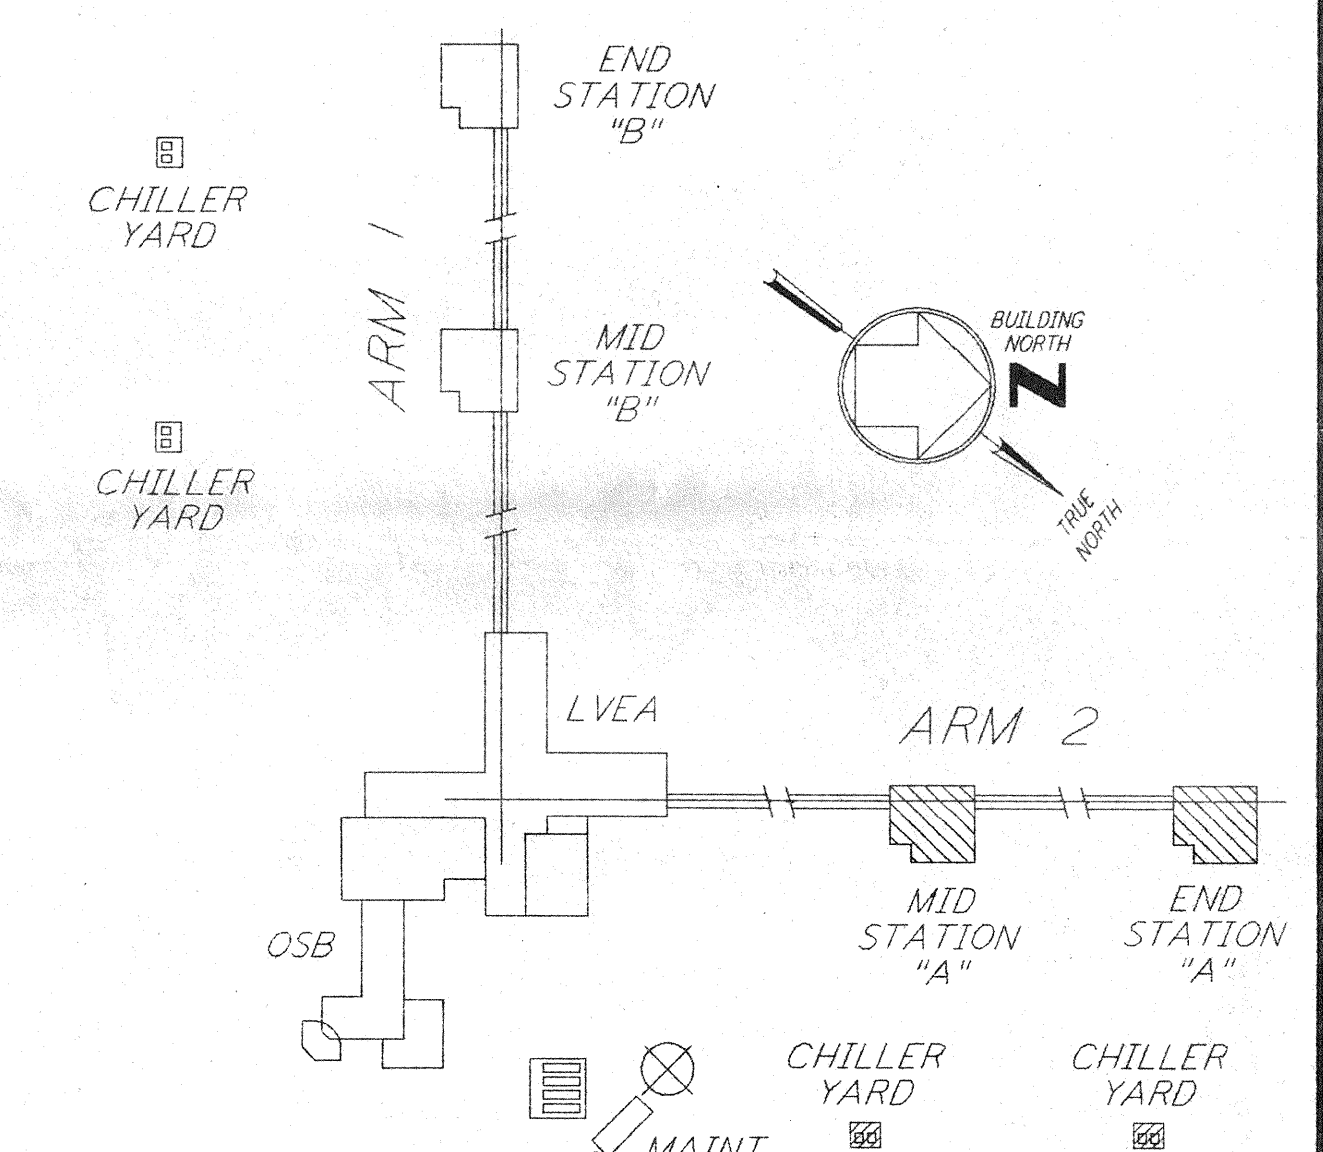 END
STATION
"B"
CHILLER
YARD
ARM 1
BUILDING
NORTH
N
MID
STATION
"B"
CHILLER
YARD
TRUE
NORTH
LVEA
ARM 2
MID
STATION
"A"
END
STATION
"A"
OSB
CHILLER
YARD
CHILLER
YARD
MAINT